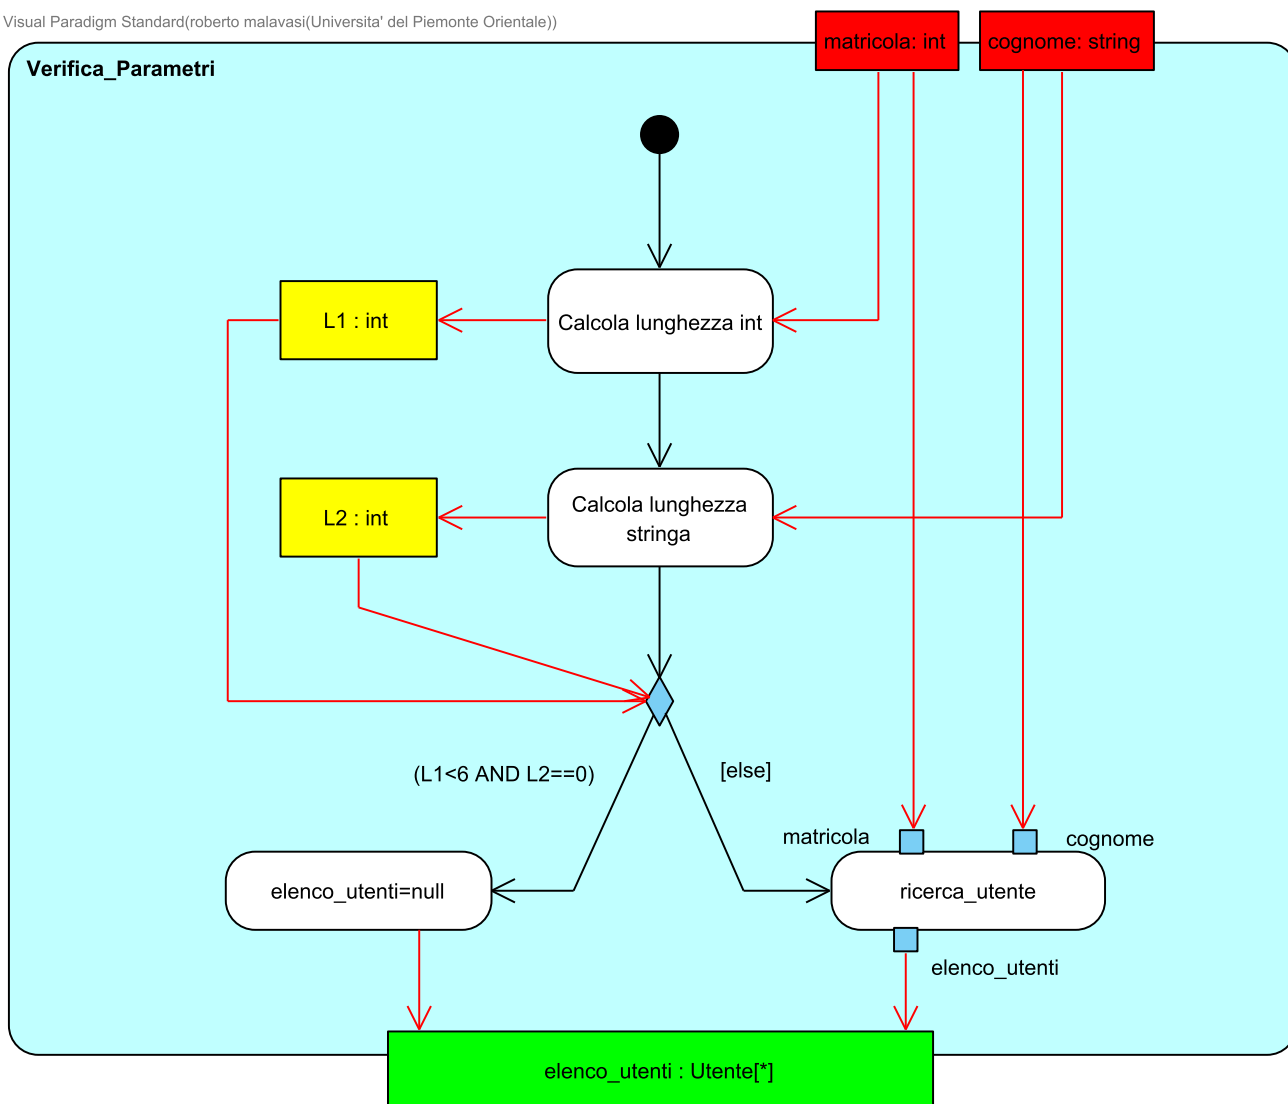 Visual Paradigm Standard(roberto malavasi(Universita' del Piemonte Orientale))
matricola: int
cognome: string
Verifica_Parametri
L1 : int
Calcola lunghezza int
L2 : int
Calcola lunghezza
stringa
(L1<6 AND L2==0)
[else]
matricola
cognome
elenco_utenti=null
ricerca_utente
elenco_utenti
elenco_utenti : Utente[*]